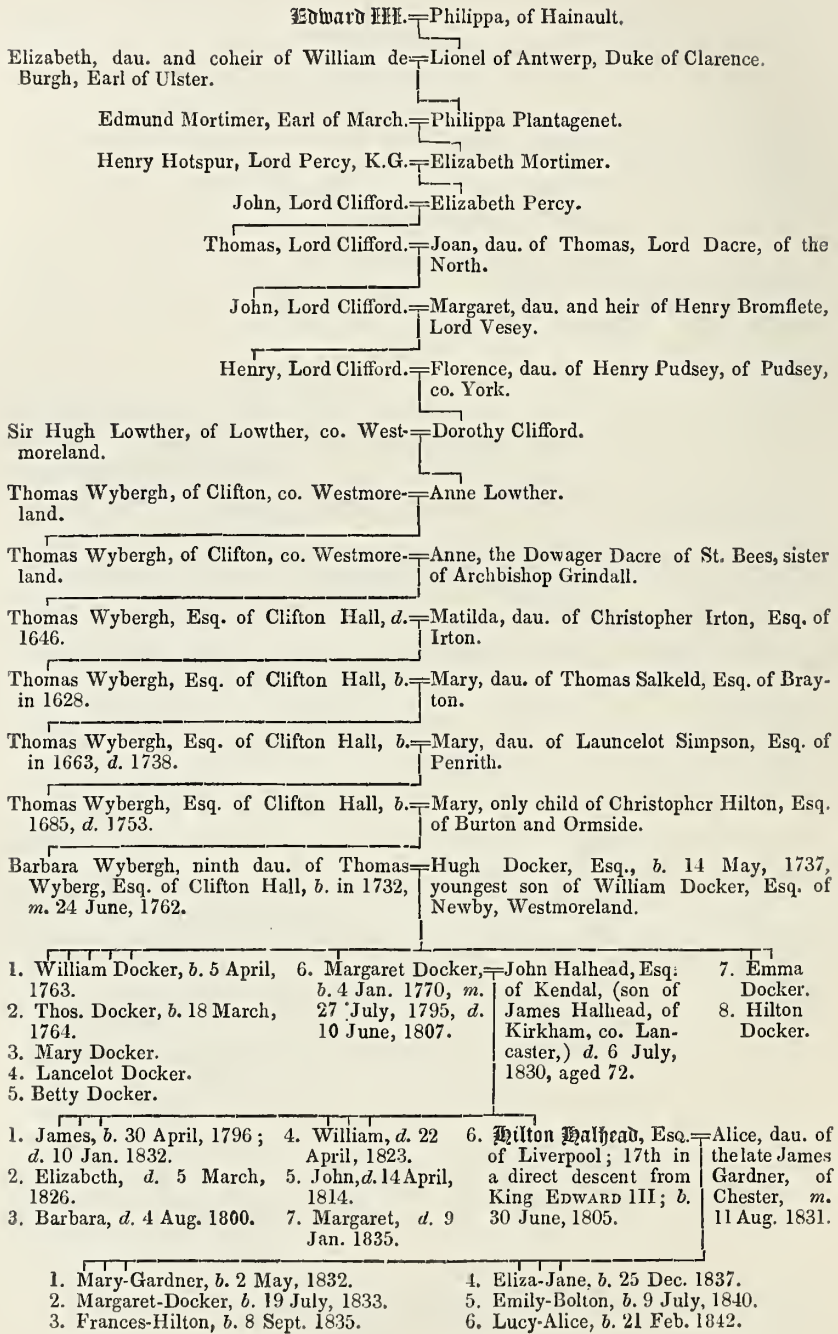 Edward III.=Philippa, of Hainault.
Elizabeth, dau. and coheir of William de=Lionel of Antwerp, Duke of Clarence.
Burgh, Earl of Ulster.
Edmund Mortimer, Earl of March.=Philippa Plantagenet.
Henry Hotspur, Lord Percy, K.G.=Elizabeth Mortimer.
John, Lord Clifford.=Elizabeth Percy.
Thomas, Lord Clifford.=Joan, dau. of Thomas, Lord Dacre, of the
North.
John, Lord Clifford.=Margaret, dau. and heir of Henry Bromflete,
Lord Vesey.
Henry, Lord Clifford.=Florence, dau. of Henry Pudsey, of Pudsey,
co. York.
Sir Hugh Lowther, of Lowther, co. West-=Dorothy Clifford.
moreland.
Thomas Wybergh, of Clifton, co. Westmore-=Anne Lowther.
land.
Thomas Wybergh, of Clifton, co. Westmore-=Anne, the Dowager Dacre of St. Bees, sister
land. of Archbishop Grindall.
Thomas Wybergh, Esq. of Clifton Hall, d.=Matilda, dau. of Christopher Irton, Esq. of
1646. Irton.
Thomas Wybergh, Esq. of Clifton Hall, b.=Mary, dau. of Thomas Salkeld, Esq. of Bray-
in 1628. ton.
Thomas Wybergh, Esq. of Clifton Hall, b.=Mary, dau. of Launcelot Simpson, Esq. of
in 1663, d. 1738. Penrith.
Thomas Wybergh, Esq. of Clifton Hall, b.=Mary, only child of Christopher Hilton, Esq.
1685, d. 1753. of Burton and Ormside.
Barbara Wybergh, ninth dau. of Thomas=Hugh Docker, Esq., b. 14 May, 1737,
Wyberg, Esq. of Clifton Hall, b. in 1732, youngest son of William Docker, Esq. of
m. 24 June, 1762. Newby, Westmoreland.
1. William Docker, b. 5 April,
1763.
2. Thos. Docker, b. 18 March,
1764.
3. Mary Docker.
4. Lancelot Docker.
5. Betty Docker.
6. Margaret Docker,=John Halhead, Esq.
b. 4 Jan. 1770, m. of Kendal, (son of
27 July, 1795, d. James Halhead, of
10 June, 1807. Kirkham, co. Lan-
caster,) d. 6 July,
1830, aged 72.
7. Emma
Docker.
8. Hilton
Docker.
1. James, b. 30 April, 1796;
d. 10 Jan. 1832.
2. Elizabeth, d. 5 March,
1826.
3. Barbara, d. 4 Aug. 1800.
4. William, d. 22
April, 1823.
5. John, d. 14 April,
1814.
7. Margaret, d. 9
Jan. 1835.
6. Hilton Halhead, Esq.=Alice, dau. of
of Liverpool; 17th in the late James
a direct descent from Gardner, of
King EDWARD III; b. Chester, m.
30 June, 1805. 11 Aug. 1831.
1. Mary-Gardner, b. 2 May, 1832.
2. Margaret-Docker, b. 19 July, 1833.
3. Frances-Hilton, b. 8 Sept. 1835.
4. Eliza-Jane, b. 25 Dec. 1837.
5. Emily-Bolton, b. 9 July, 1840.
6. Lucy-Alice, b. 21 Feb. 1842.